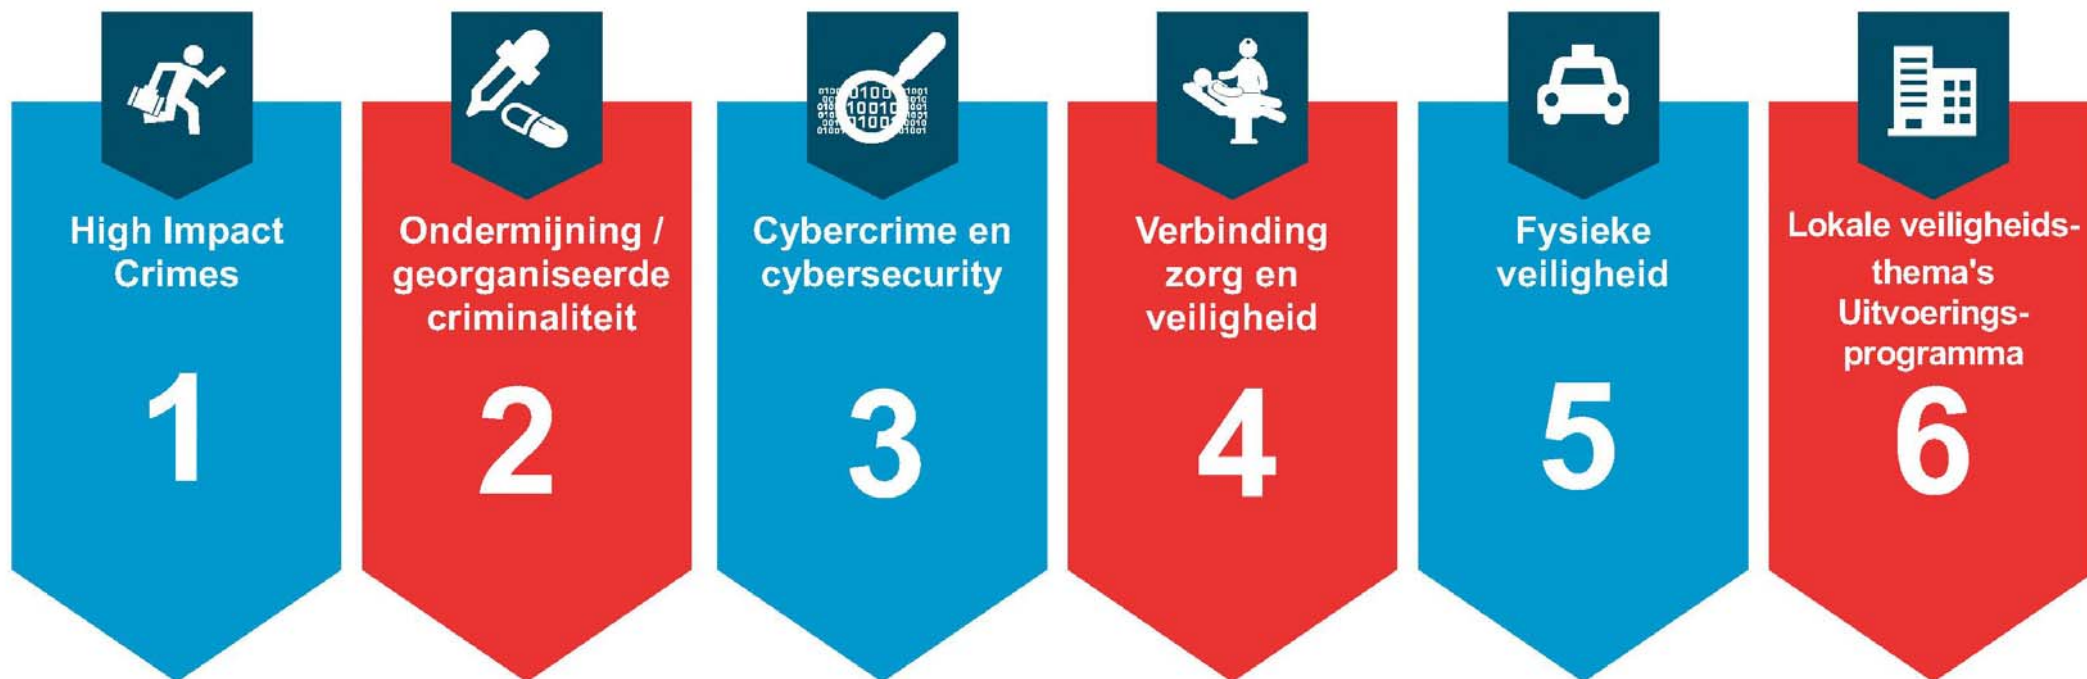 High Impact
Crimes
1
Ondermijning /
georganiseerde
criminaliteit
2
Cybercrime en
cybersecurity
3
Verbinding
zorg en
veiligheid
4
Fysieke
veiligheid
5
Lokale veiligheids-
thema's
Uitvoerings-
programma
6